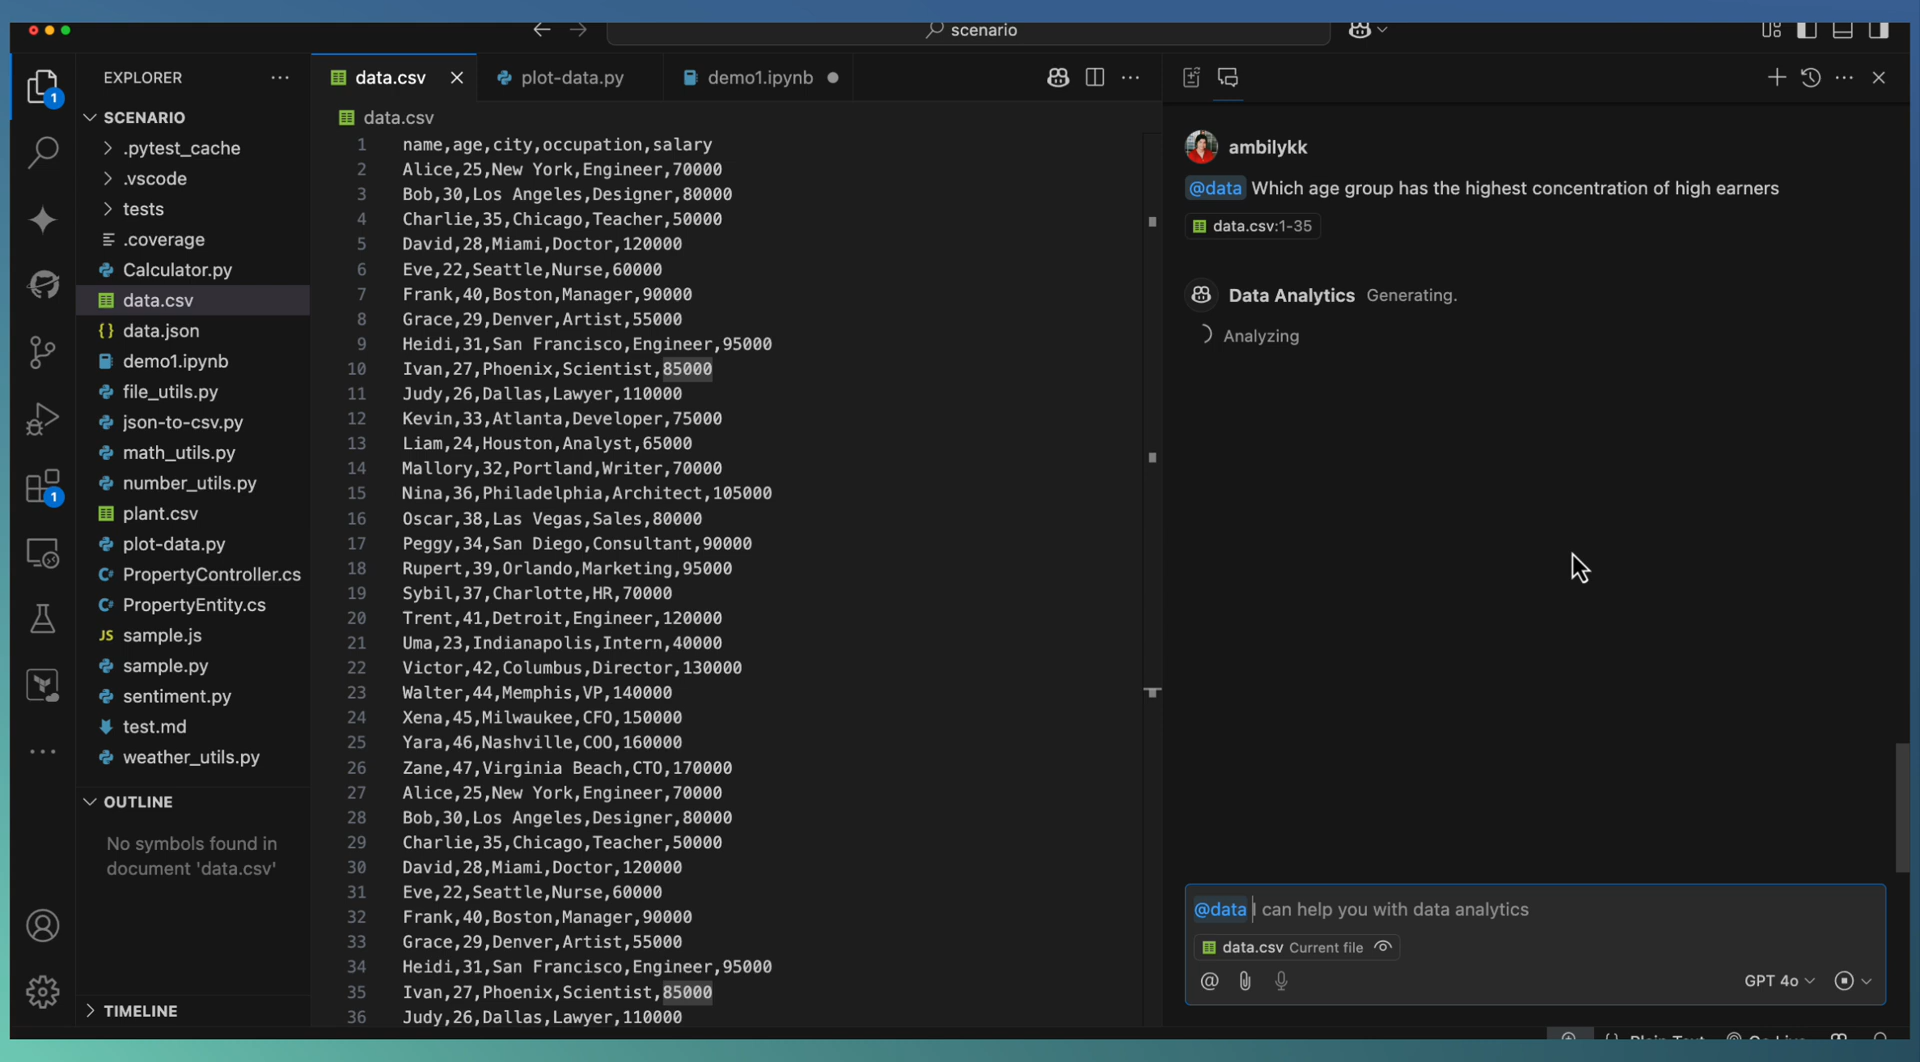 scenario
EXPLORER
SCENARIO
.pytest_cache
.vscode
tests
.coverage
Calculator.py
data.csv
data.json
demo1.ipynb
file_utils.py
json-to-csv.py
math_utils.py
number_utils.py
plant.csv
plot-data.py
PropertyController.cs
PropertyEntity.cs
JS sample.js
sample.py
sentiment.py
test.md
weather_utils.py
OUTLINE
No symbols found in
document 'data.csv'
TIMELINE
1
1
data.csv plot-data.py demo1.ipynb
data.csv
1 name,age,city,occupation,salary
2 Alice,25,New York,Engineer,70000
3 Bob,30,Los Angeles,Designer,80000
4 Charlie,35,Chicago,Teacher,50000
5 David,28,Miami,Doctor,120000
6 Eve,22,Seattle,Nurse,60000
7 Frank,40,Boston,Manager,90000
8 Grace,29,Denver,Artist,55000
9 Heidi,31,San Francisco,Engineer,95000
10 Ivan,27,Phoenix,Scientist,85000
11 Judy,26,Dallas,Lawyer,110000
12 Kevin,33,Atlanta,Developer,75000
13 Liam,24,Houston,Analyst,65000
14 Mallory,32,Portland,Writer,70000
15 Nina,36,Philadelphia,Architect,105000
16 Oscar,38,Las Vegas,Sales,80000
17 Peggy,34,San Diego,Consultant,90000
18 Rupert,39,Orlando,Marketing,95000
19 Sybil,37,Charlotte,HR,70000
20 Trent,41,Detroit,Engineer,120000
21 Uma,23,Indianapolis,Intern,40000
22 Victor,42,Columbus,Director,130000
23 Walter,44,Memphis,VP,140000
24 Xena,45,Milwaukee,CFO,150000
25 Yara,46,Nashville,COO,160000
26 Zane,47,Virginia Beach,CTO,170000
27 Alice,25,New York,Engineer,70000
28 Bob,30,Los Angeles,Designer,80000
29 Charlie,35,Chicago,Teacher,50000
30 David,28,Miami,Doctor,120000
31 Eve,22,Seattle,Nurse,60000
32 Frank,40,Boston,Manager,90000
33 Grace,29,Denver,Artist,55000
34 Heidi,31,San Francisco,Engineer,95000
35 Ivan,27,Phoenix,Scientist,85000
36 Judy,26,Dallas,Lawyer,110000
ambilykk
@data Which age group has the highest concentration of high earners
data.csv:1-35
Data Analytics Generating.
Analyzing
@data I can help you with data analytics
data.csv Current file
GPT 4o
Plain Text Go Live